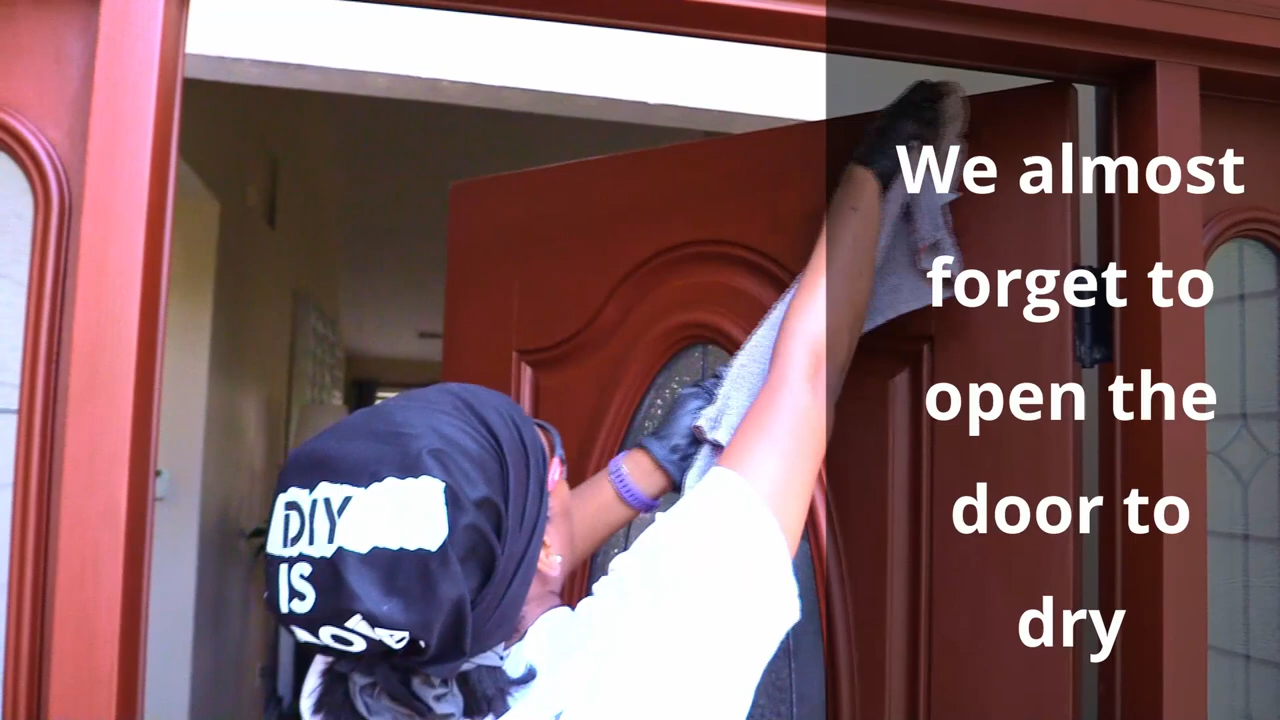 We almost
forget to
open the
door to
dry
DIY
IS